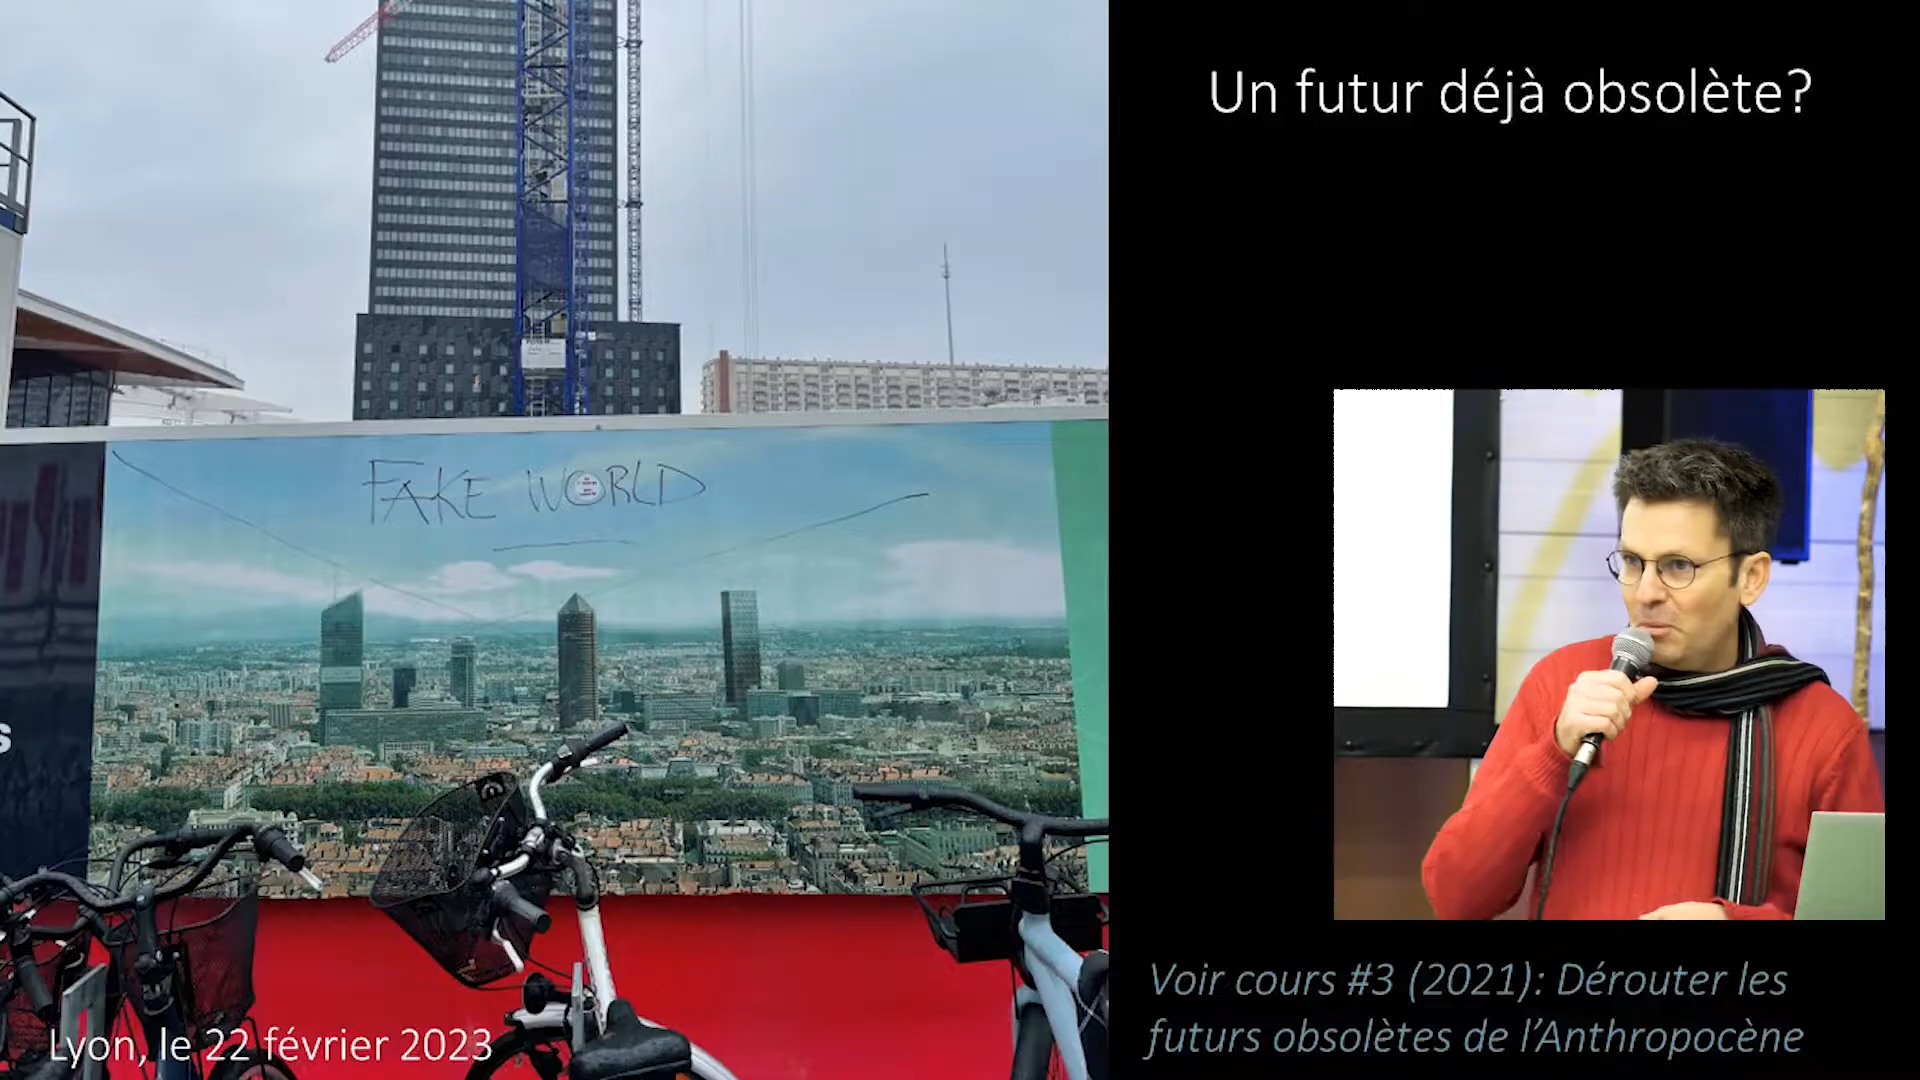 Un futur déjà obsolète?
FAKE WORLD
s
Lyon, le 22 février 2023
Voir cours #3 (2021): Dérouter les
futurs obsolètes de l'Anthropocène